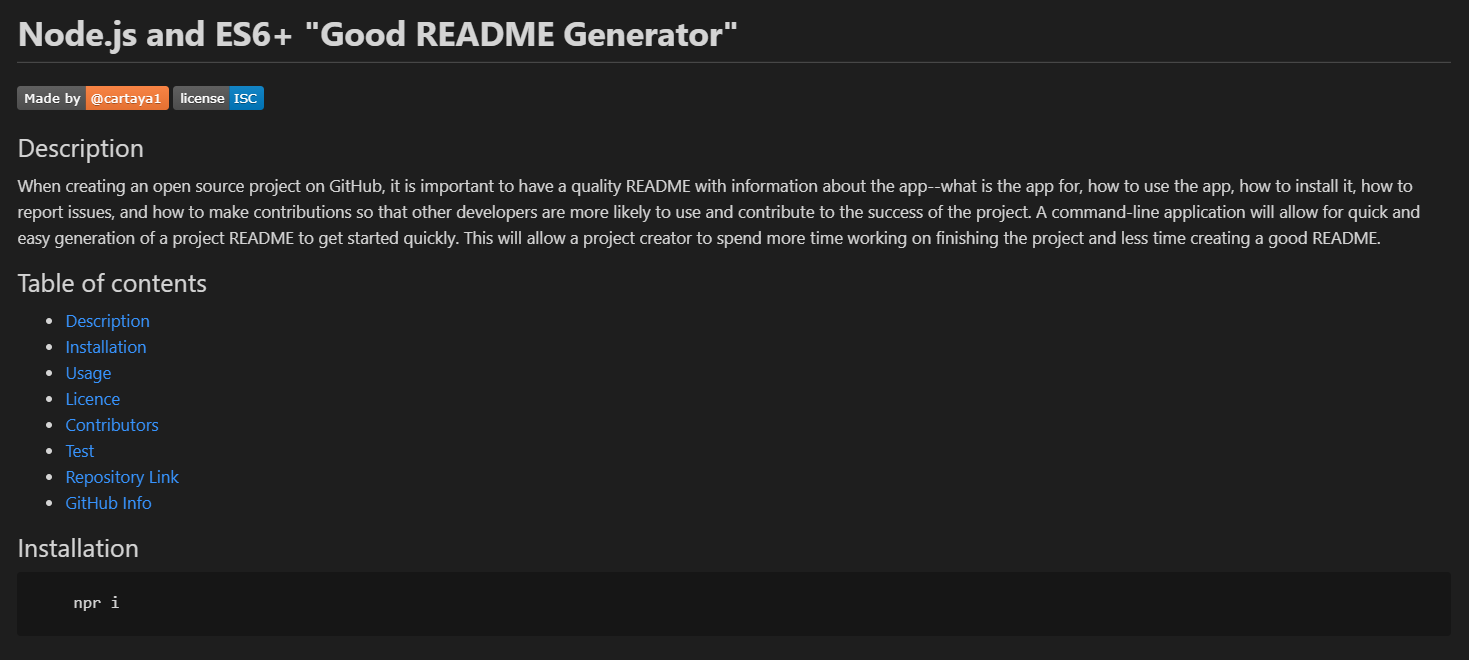 Node.js and ES6+ "Good README Generator"
Made by @cartaya1 license ISC
Description
When creating an open source project on GitHub, it is important to have a quality README with information about the app--what is the app for, how to use the app, how to install it, how to
report issues, and how to make contributions so that other developers are more likely to use and contribute to the success of the project. A command-line application will allow for quick and
easy generation of a project README to get started quickly. This will allow a project creator to spend more time working on finishing the project and less time creating a good README.
Table of contents
Description
Installation
Usage
Licence
Contributors
Test
Repository Link
GitHub Info
Installation
npr i